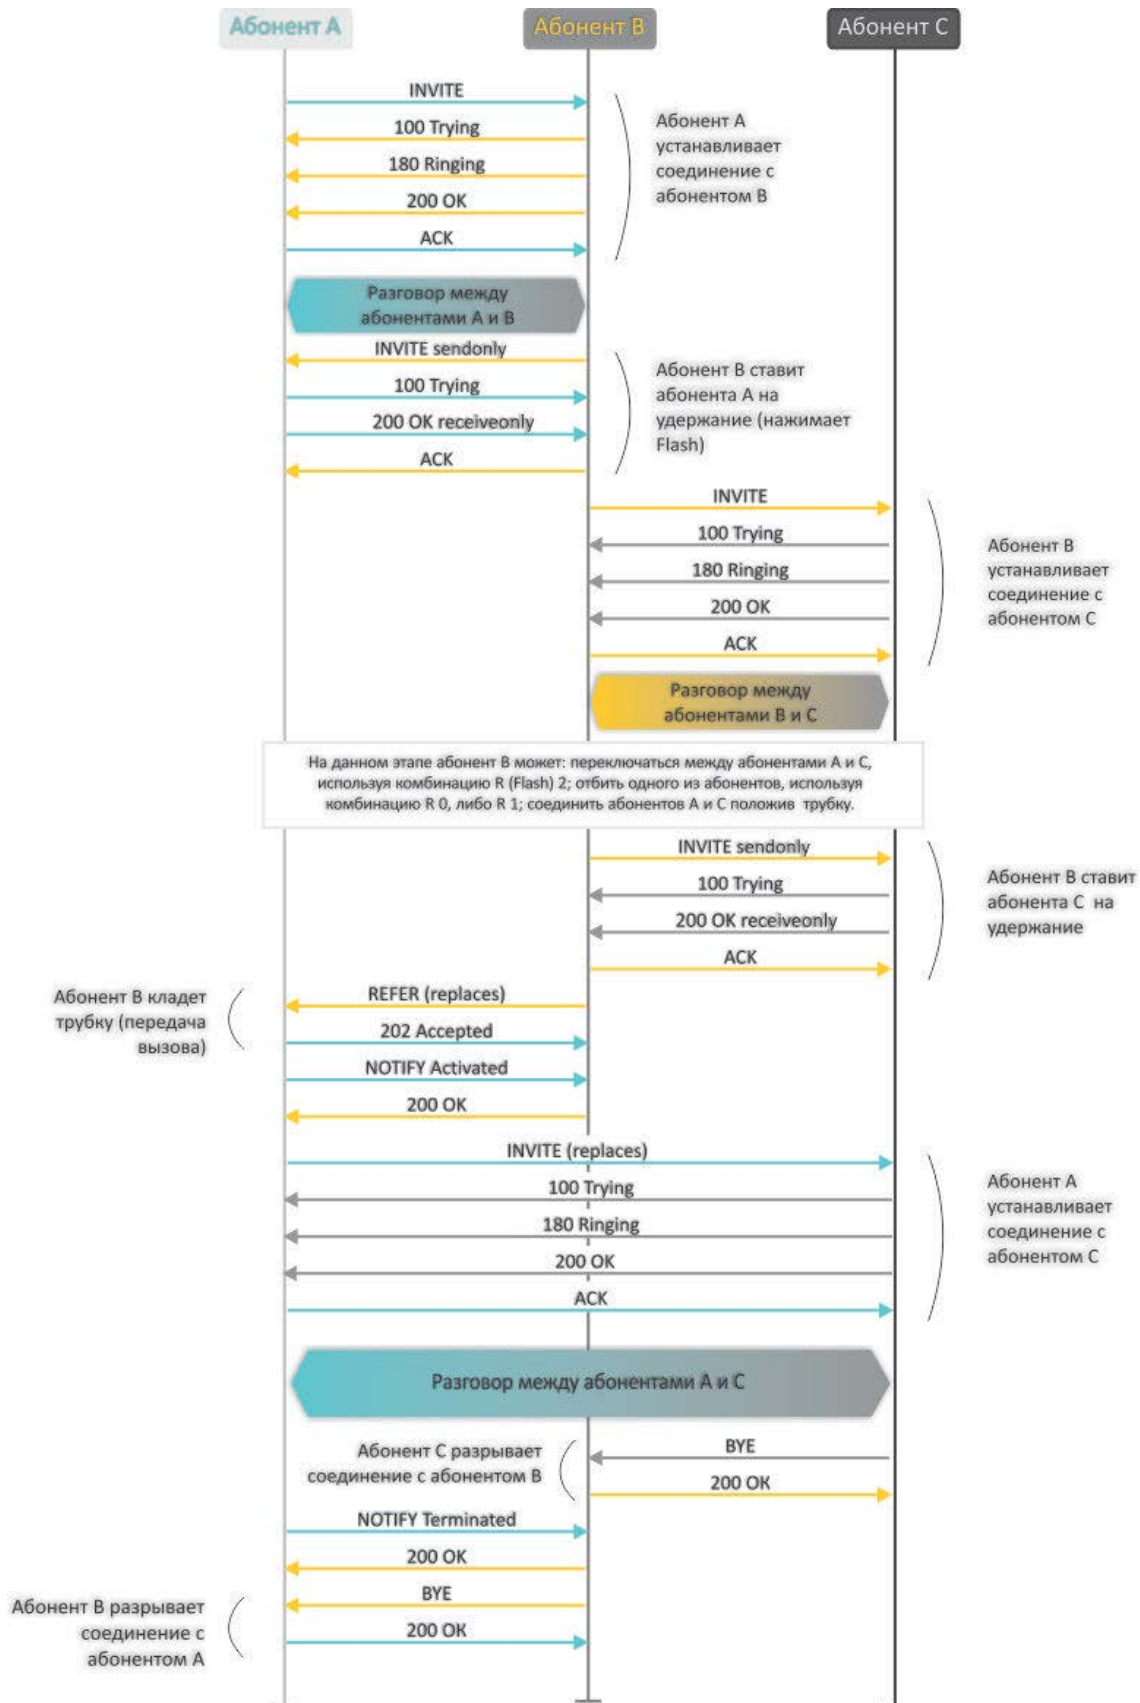 Абонент А
Абонент В
Абонент С
INVITE
100 Trying
180 Ringing
200 OK
ACK
Абонент А
устанавливает
соединение с
абонентом В
Разговор между
абонентами А и В
INVITE sendonly
100 Trying
200 OK receiveonly
ACK
Абонент В ставит
абонента А на
удержание (нажимает
Flash)
INVITE
100 Trying
180 Ringing
200 OK
ACK
Абонент В
устанавливает
соединение с
абонентом С
Разговор между
абонентами В и С
На данном этапе абонент В может: переключаться между абонентами А и С,
используя комбинацию R (Flash) 2; отбить одного из абонентов, используя
комбинацию R 0, либо R 1; соединить абонентов А и С положив трубку.
INVITE sendonly
100 Trying
200 OK receiveonly
ACK
Абонент В ставит
абонента С на
удержание
Абонент В кладет
трубку (передача
вызова)
REFER (replaces)
202 Accepted
NOTIFY Activated
200 OK
INVITE (replaces)
100 Trying
180 Ringing
200 OK
ACK
Абонент А
устанавливает
соединение с
абонентом С
Разговор между абонентами А и С
Абонент С разрывает
соединение с абонентом В
BYE
200 OK
NOTIFY Terminated
200 OK
BYE
200 OK
Абонент В разрывает
соединение с
абонентом А